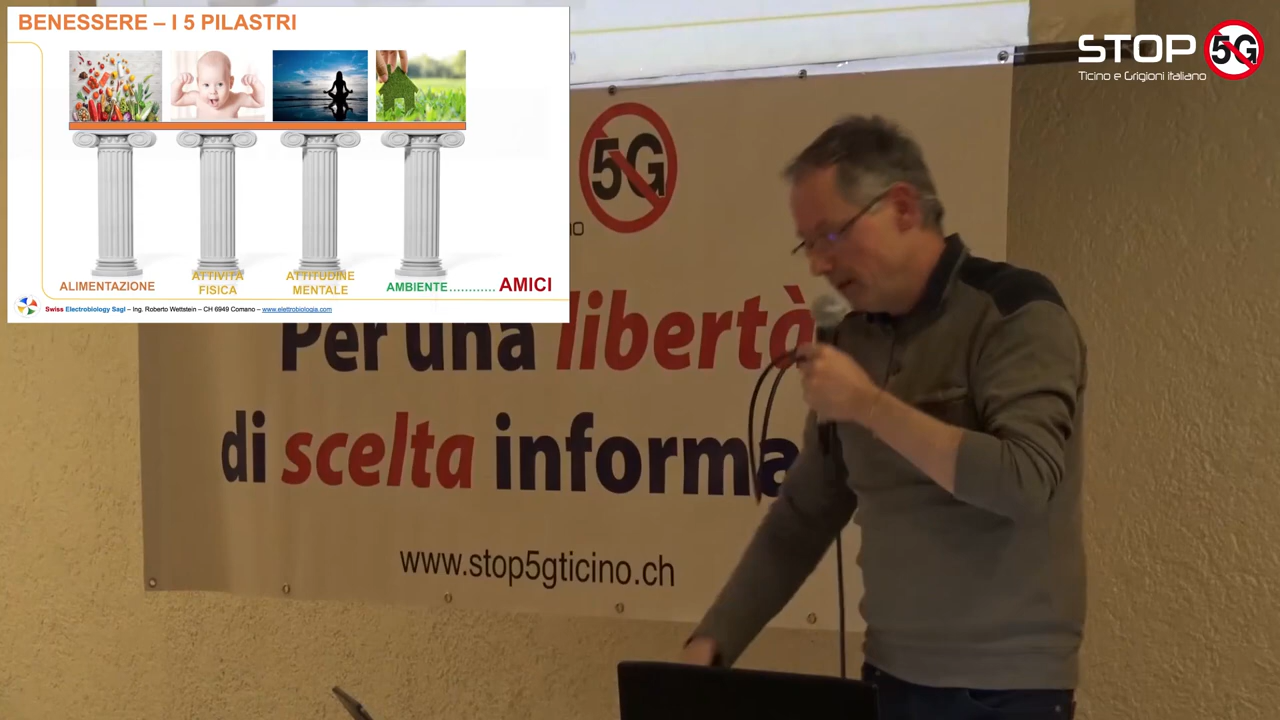 BENESSERE – I 5 PILASTRI
ALIMENTAZIONE
ATTIVITÀ
FISICA
ATTITUDINE
MENTALE
AMBIENTE............ AMICI
Swiss Electrobiology Sagl – Ing. Roberto Wettstein – CH 6949 Comano – www.elettrobiologia.com
STOP 5G
Ticino e Grigioni italiano
5G
no
Per una libertà
di scelta informa
www.stop5gticino.ch